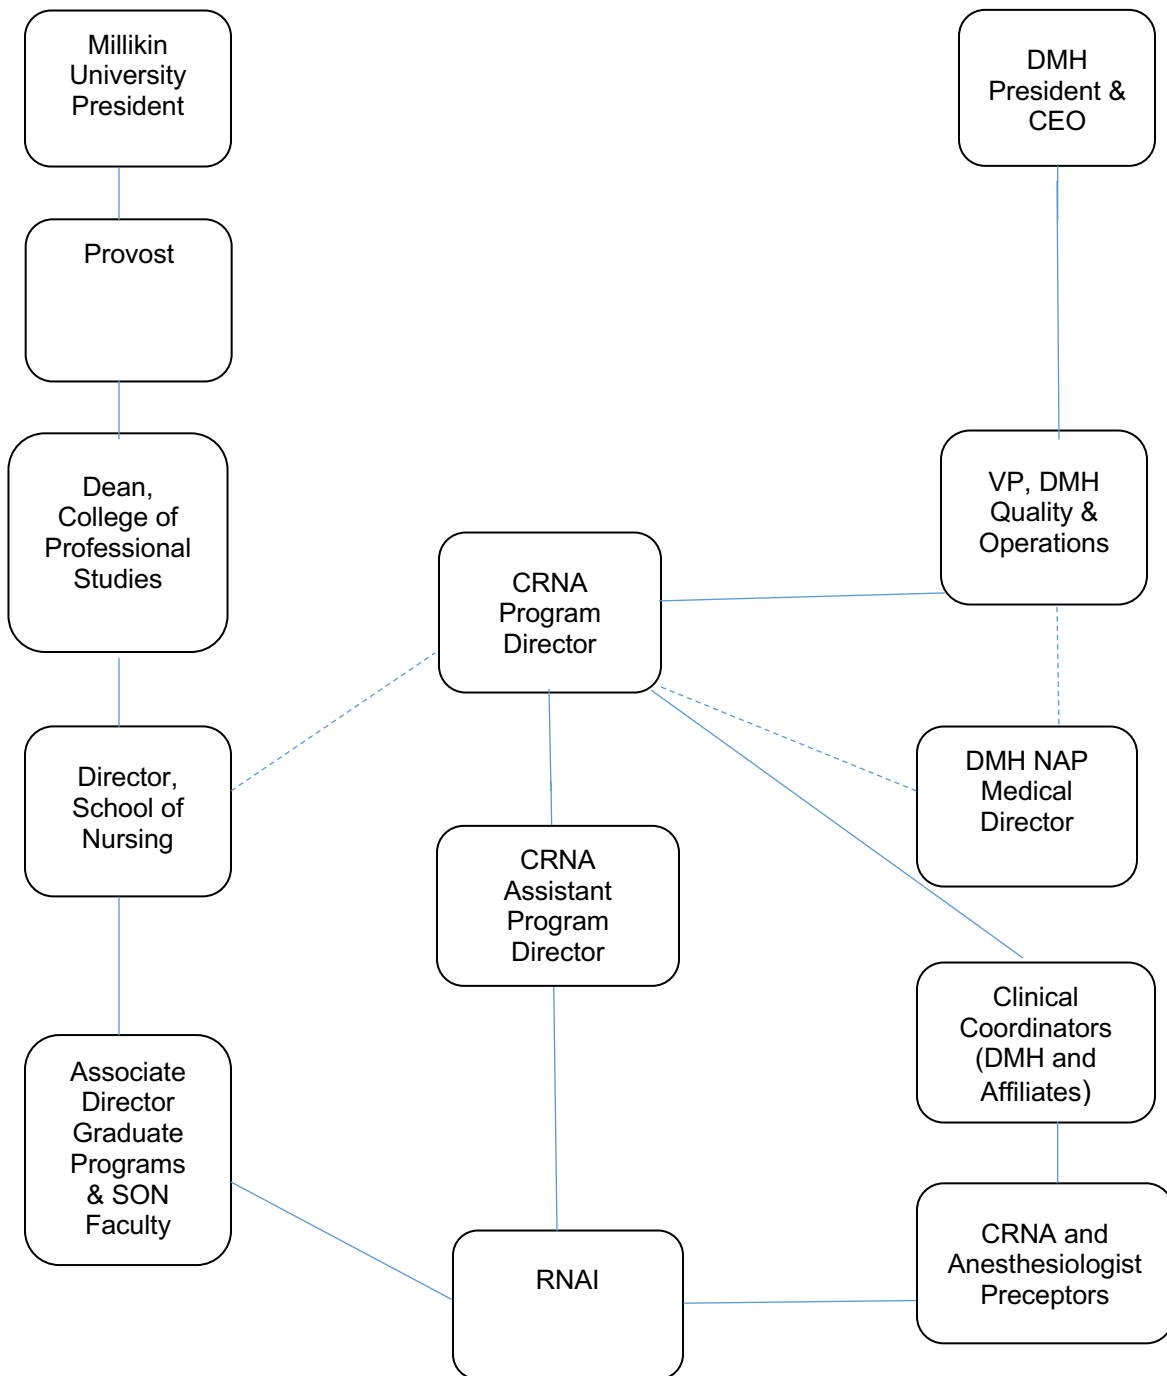 Millikin
University
President
DMH
President &
CEO
Provost
Dean,
College of
Professional
Studies
VP, DMH
Quality &
Operations
CRNA
Program
Director
Director,
School of
Nursing
DMH NAP
Medical
Director
CRNA
Assistant
Program
Director
Clinical
Coordinators
(DMH and
Affiliates)
Associate
Director
Graduate
Programs
& SON
Faculty
RNAI
CRNA and
Anesthesiologist
Preceptors